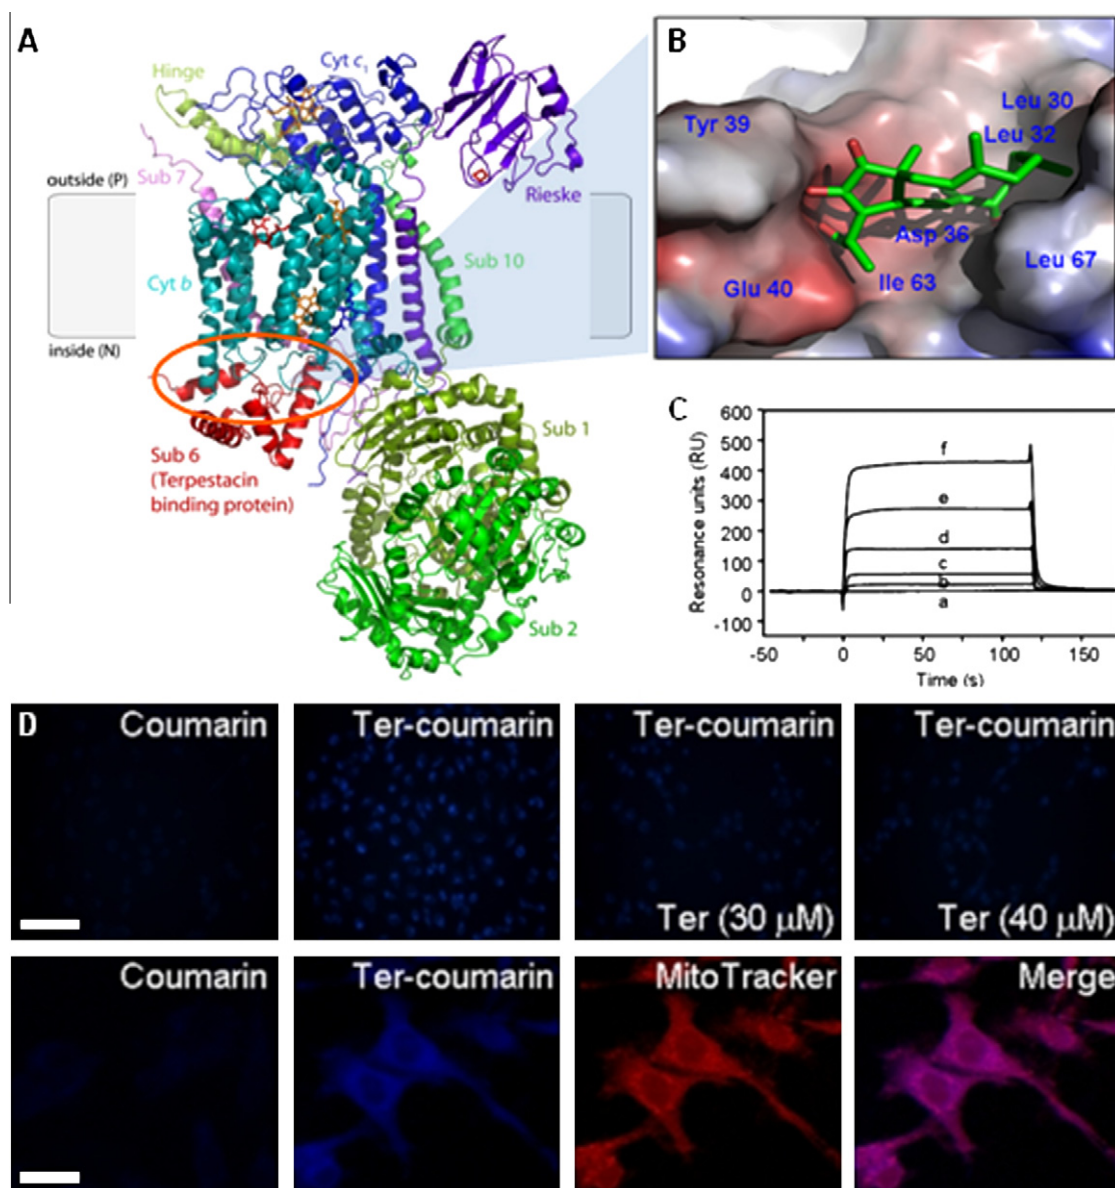 A
Hinge
Cyt c1
Sub 7
outside (P)
Rieske
Cyt b
Sub 10
inside (N)
Sub 6
(Terpestacin
binding protein)
Sub 1
Sub 2
B
Tyr 39
Leu 30
Leu 32
Asp 36
Leu 67
Glu 40
Ile 63
C
Resonance units (RU)
600
500
400
300
200
100
0
-100
f
e
d
c
b
a
-50
0
50
100
150
Time (s)
D
Coumarin
Ter-coumarin
Ter-coumarin
Ter (30 μM)
Ter-coumarin
Ter (40 μM)
Coumarin
Ter-coumarin
MitoTracker
Merge